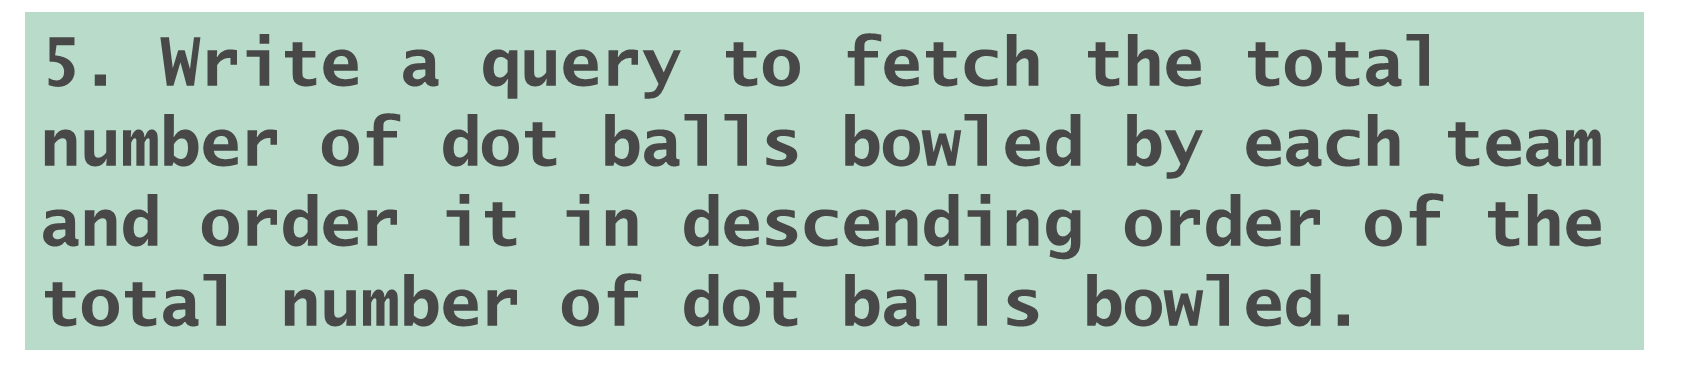 5. Write a query to fetch the total
number of dot balls bowled by each team
and order it in descending order of the
total number of dot balls bowled.